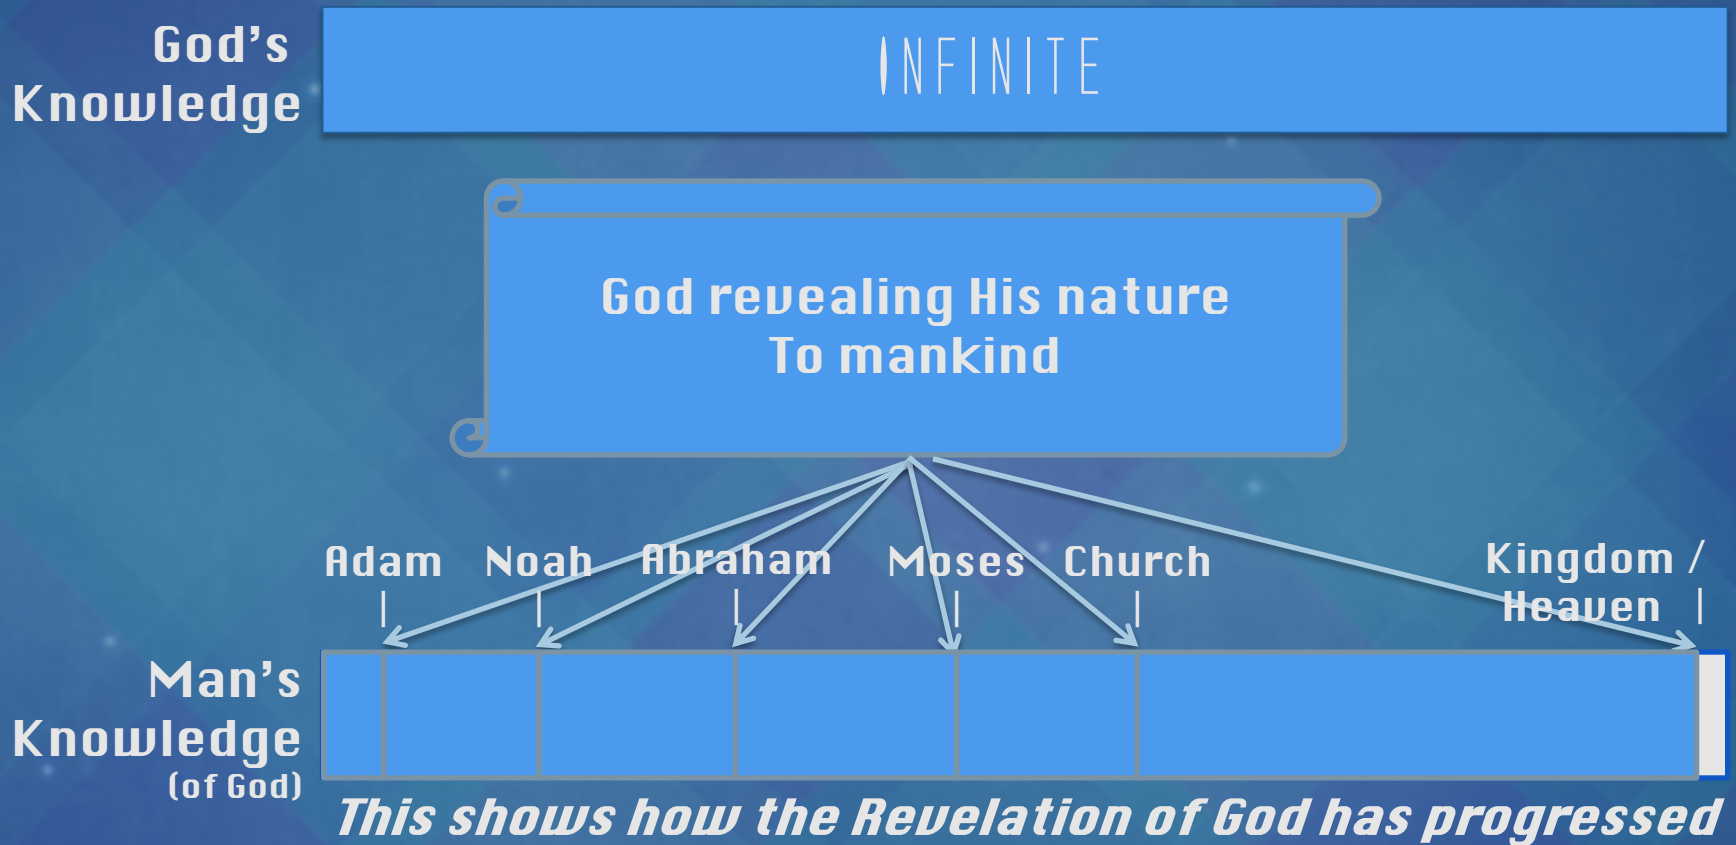 God's
Knowledge
INFINITE
God revealing His nature
To mankind
Adam Noah Abraham Moses Church Kingdom /
Heaven
Man's
Knowledge
(of God)
This shows how the Revelation of God has progressed